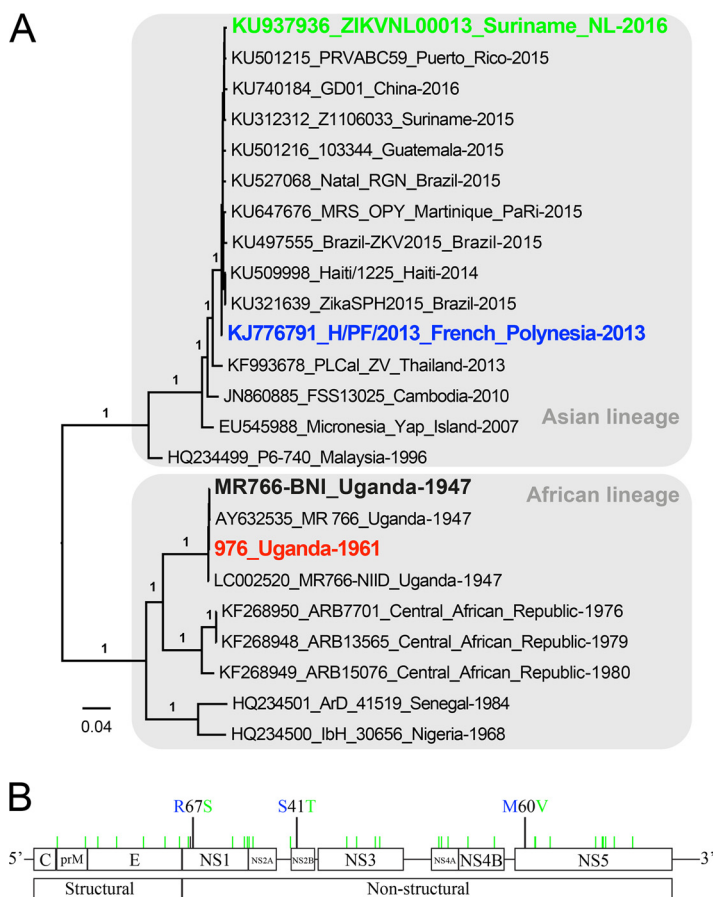 A
KU937936_ZIKVNL00013_Suriname_NL-2016
KU501215_PRVABC59_Puerto_Rico-2015
KU740184_GD01_China-2016
KU312312_Z1106033_Suriname-2015
KU501216_103344_Guatemala-2015
KU527068_Natal_RGN_Brazil-2015
KU647676_MRS_OPY_Martinique_PaRi-2015
KU497555_Brazil-ZKV2015_Brazil-2015
1
KU509998_Haiti/1225_Haiti-2014
1
KU321639_ZikaSPH2015_Brazil-2015
KJ776791_H/PF/2013_French_Polynesia-2013
1
KF993678_PLCal_ZV_Thailand-2013
1
JN860885_FSS13025_Cambodia-2010
1
Asian lineage
EU545988_Micronesia_Yap_Island-2007
HQ234499_P6-740_Malaysia-1996
MR766-BNI_Uganda-1947
African lineage
AY632535_MR 766_Uganda-1947
1
976_Uganda-1961
LC002520_MR766-NIID_Uganda-1947
1
1
KF268950_ARB7701_Central_African_Republic-1976
1
KF268948_ARB13565_Central_African_Republic-1979
1
KF268949_ARB15076_Central_African_Republic-1980
1
HQ234501_ArD_41519_Senegal-1984
0.04
HQ234500_IbH_30656_Nigeria-1968
B
R67S S41T M60V
5’ C prM E NS1 NS2A NS2B NS3 NS4A NS4B NS5 3’
Structural Non-structural